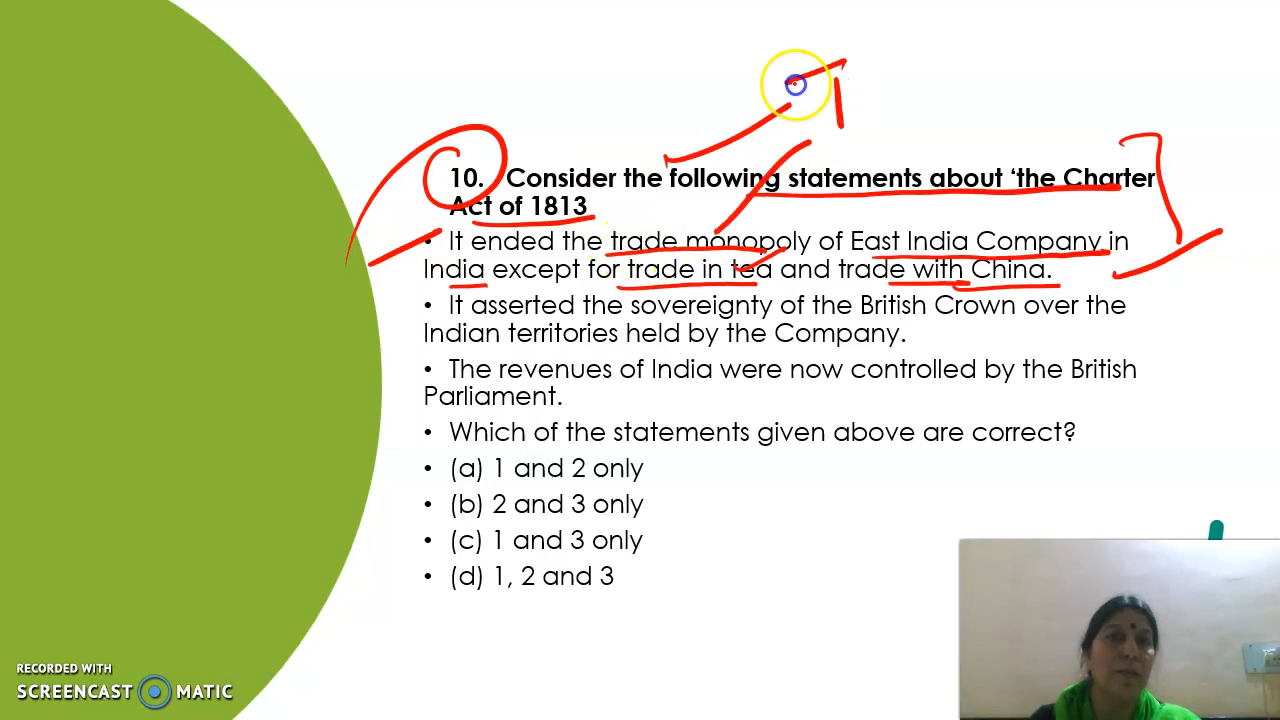 10. Consider the following statements about ‘the Charter
Act of 1813
• It ended the trade monopoly of East India Company in
India except for trade in tea and trade with China.
• It asserted the sovereignty of the British Crown over the
Indian territories held by the Company.
• The revenues of India were now controlled by the British
Parliament.
• Which of the statements given above are correct?
• (a) 1 and 2 only
• (b) 2 and 3 only
• (c) 1 and 3 only
• (d) 1, 2 and 3
RECORDED WITH
SCREENCAST MATIC